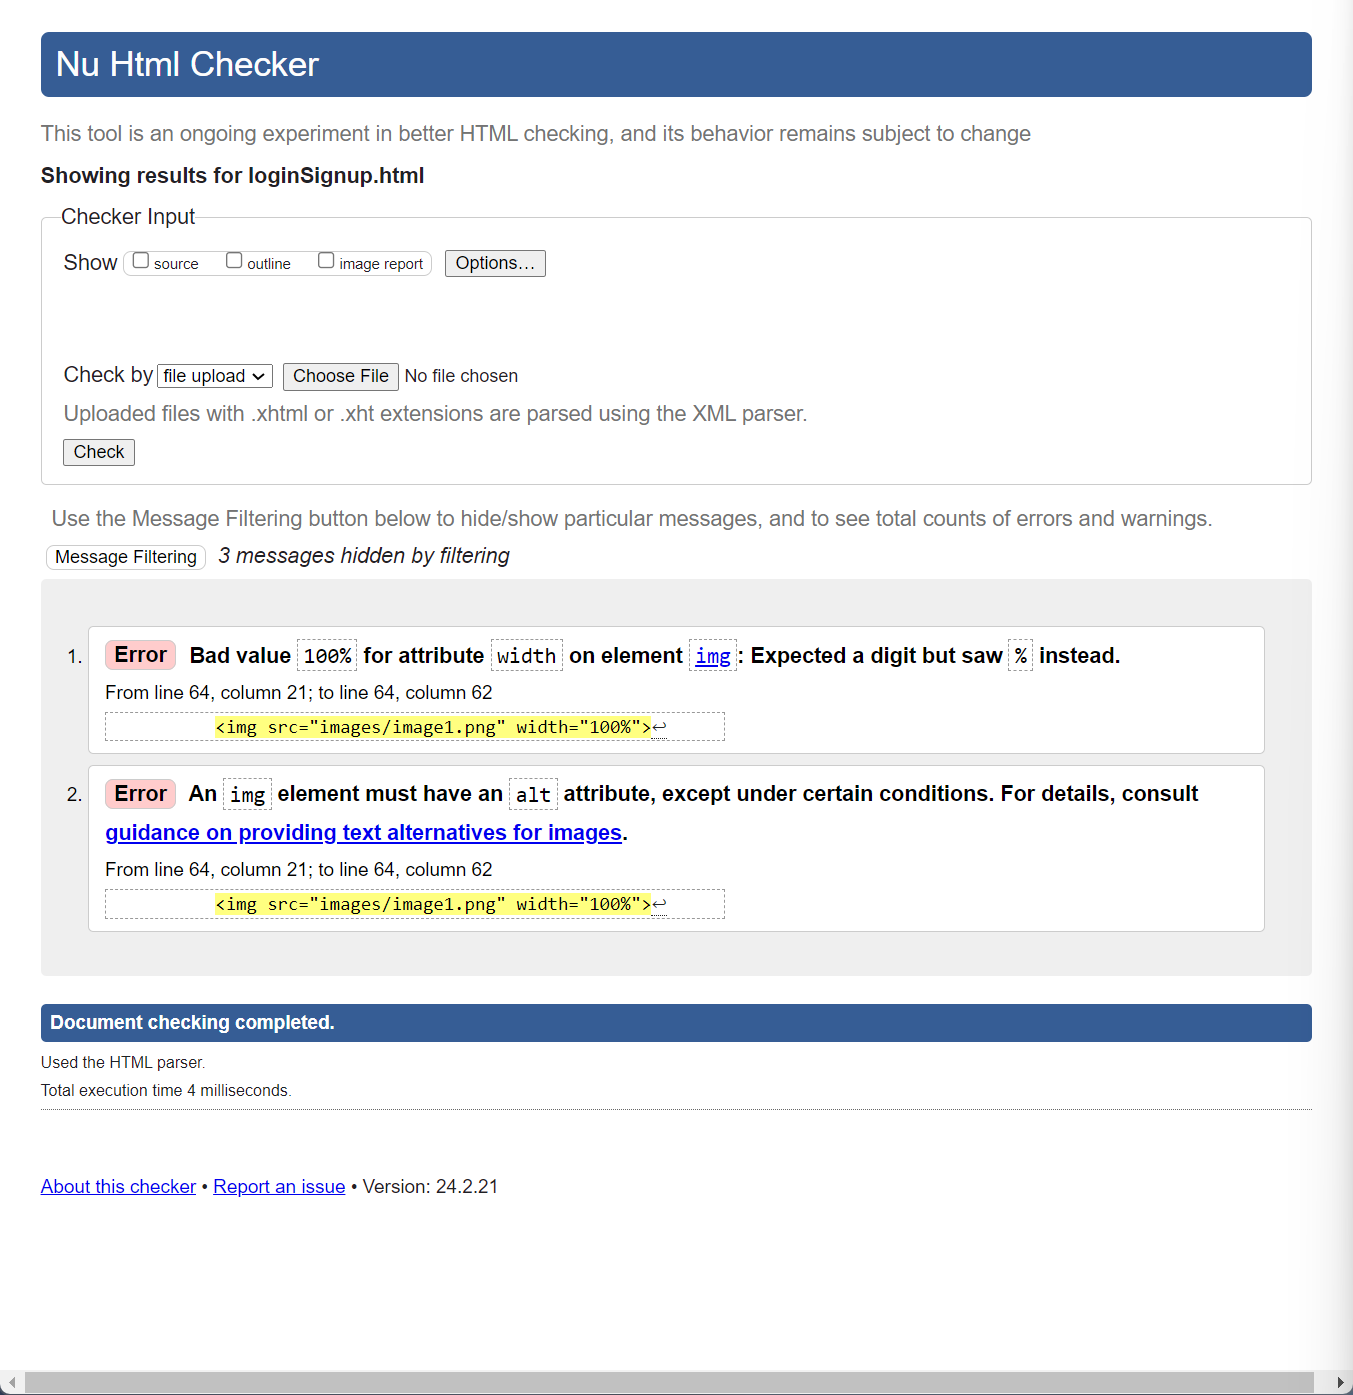 Nu Html Checker
This tool is an ongoing experiment in better HTML checking, and its behavior remains subject to change
Showing results for loginSignup.html
Checker Input
Show source outline image report Options...
Check by file upload Choose File No file chosen
Uploaded files with .xhtml or .xht extensions are parsed using the XML parser.
Check
Use the Message Filtering button below to hide/show particular messages, and to see total counts of errors and warnings.
Message Filtering 3 messages hidden by filtering
1. Error Bad value 100% for attribute width on element img: Expected a digit but saw % instead.
From line 64, column 21; to line 64, column 62
<img src="images/image1.png" width="100%">↩
2. Error An img element must have an alt attribute, except under certain conditions. For details, consult
guidance on providing text alternatives for images.
From line 64, column 21; to line 64, column 62
<img src="images/image1.png" width="100%">↩
Document checking completed.
Used the HTML parser.
Total execution time 4 milliseconds.
About this checker • Report an issue • Version: 24.2.21